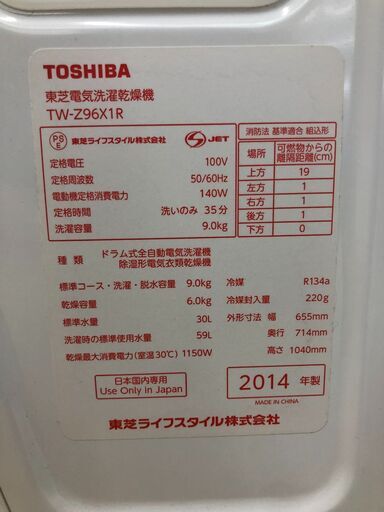 TOSHIBA
東芝電気洗濯乾燥機
TW-Z96X1R
PS E 東芝ライフスタイル株式会社 S JET
定格電圧 100V
定格周波数 50/60Hz
電動機定格消費電力 140W
定格時間 洗いのみ 35分
洗濯容量 9.0kg
消防法 基準適合 組込形
場所 可燃物からの離隔距離(cm)
上方 19
左方 1
右方 1
後方 1
下方 0
種類 ドラム式全自動電気洗濯機
除湿形電気衣類乾燥機
標準コース・洗濯・脱水容量 9.0kg
乾燥容量 6.0kg
標準水量 30L
洗濯時の標準使用水量 59L
乾燥最大消費電力(室温30℃) 1150W
冷媒 R134a
冷媒封入量 220g
外形寸法 幅 655mm
奥行 714mm
高さ 1040mm
日本国内専用
Use Only in Japan
2014 年製
MADE IN CHINA
東芝ライフスタイル株式会社